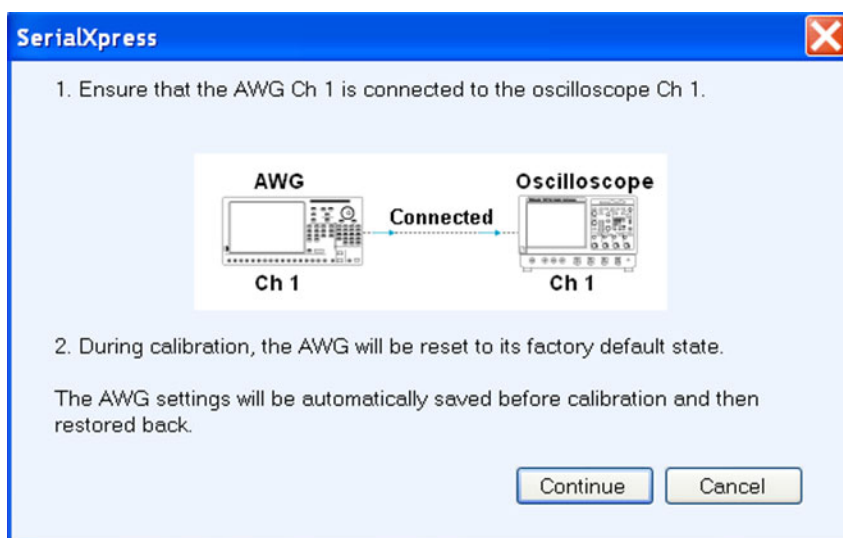 SerialXpress
1. Ensure that the AWG Ch 1 is connected to the oscilloscope Ch 1.
AWG
Oscilloscope
Connected
Ch 1
Ch 1
2. During calibration, the AWG will be reset to its factory default state.
The AWG settings will be automatically saved before calibration and then
restored back.
Continue
Cancel